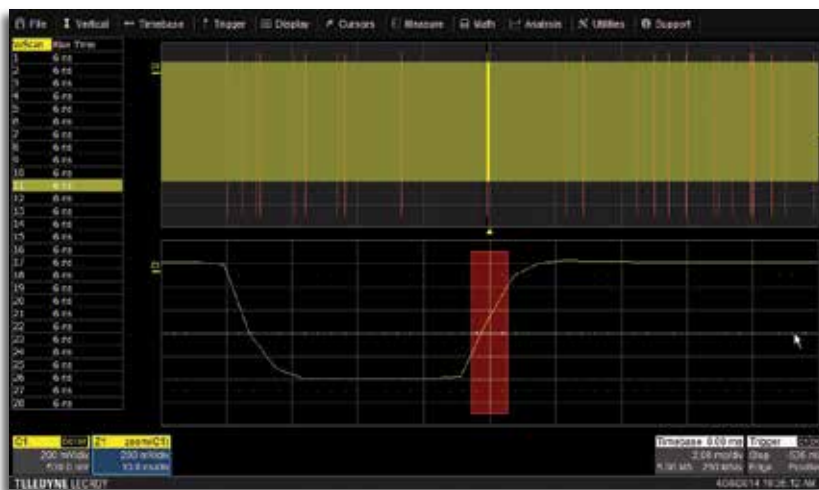 File Vertical Timebase Trigger Display Cursors Measure Math Analysis Utilities Support
Time
1 6 ns
2 6 ns
3 6 ns
4 6 ns
5 6 ns
6 6 ns
7 6 ns
8 6 ns
9 6 ns
10 6 ns
11 6 ns
12 6 ns
13 6 ns
14 6 ns
15 6 ns
16 6 ns
17 6 ns
18 6 ns
19 6 ns
20 6 ns
21 6 ns
22 6 ns
23 6 ns
24 6 ns
25 6 ns
26 6 ns
27 6 ns
28 6 ns
C1
200 mV/div
Z1 zoom(C1)
200 mV/div
Timebase 0.00 ms
Trigger
Stop
Edge Positive
TELEDYNE LECROY